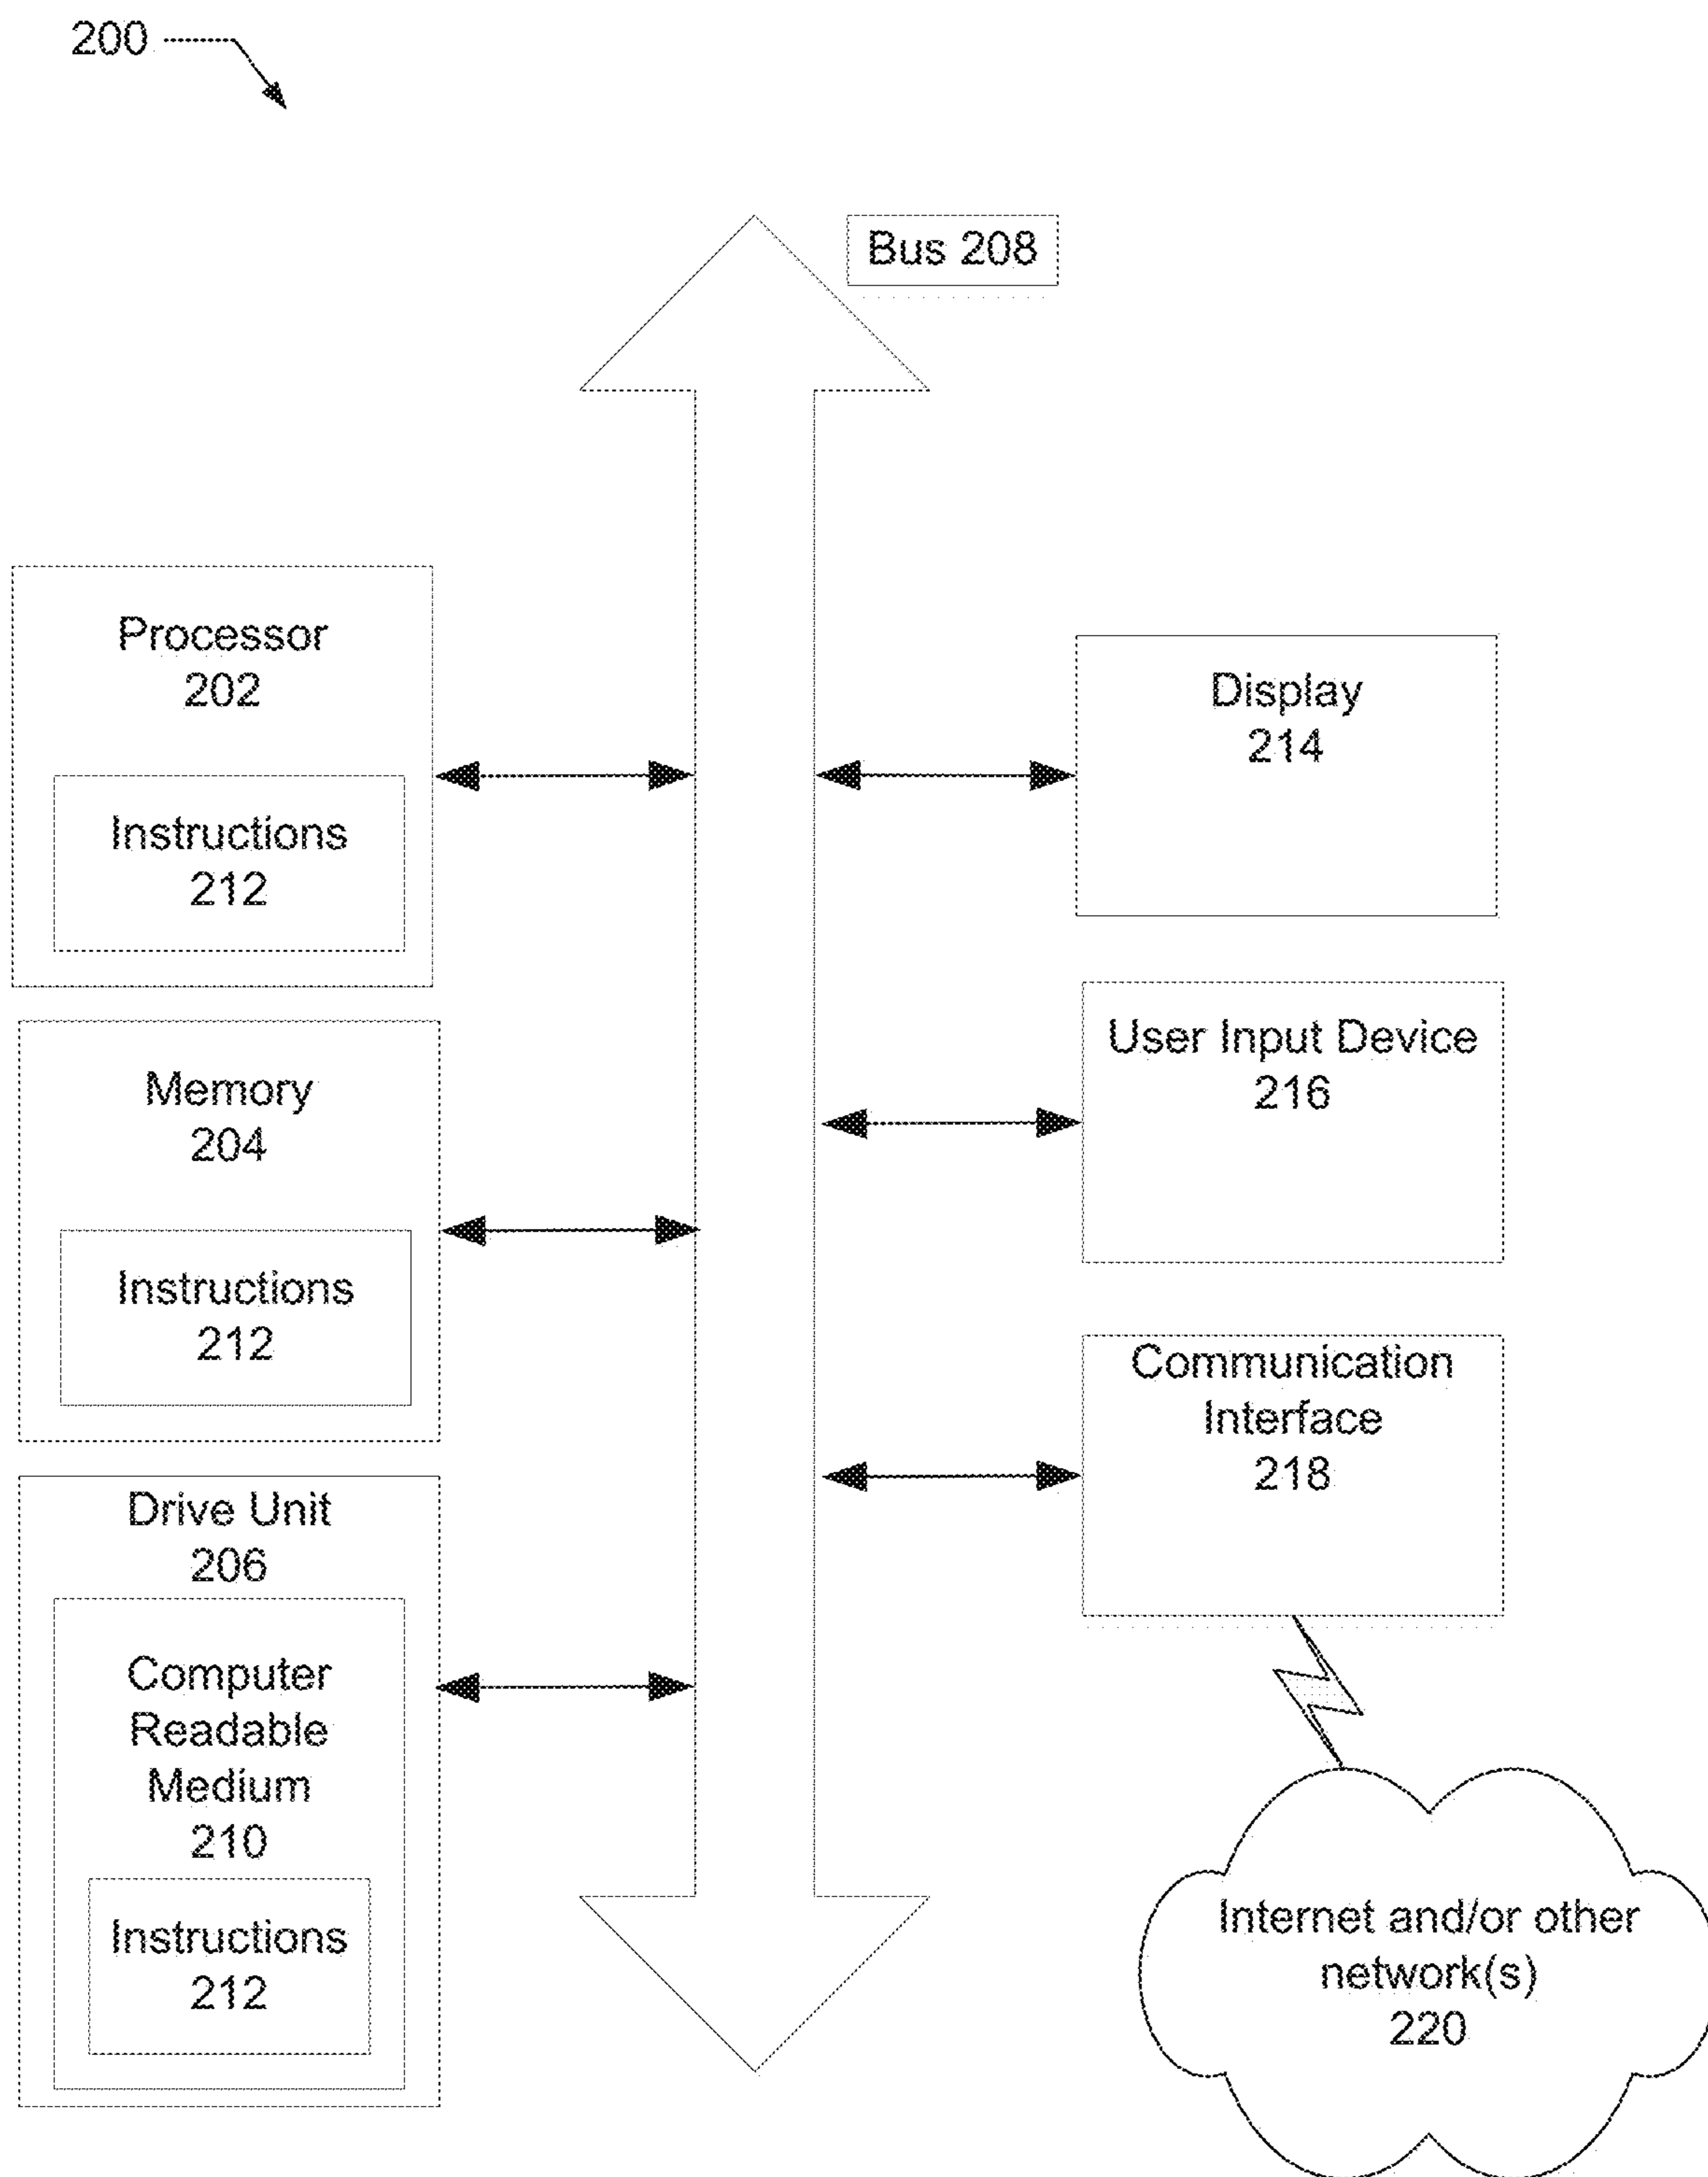 200
Bus 208
Processor
202
Instructions
212
Memory
204
Instructions
212
Drive Unit
206
Computer
Readable
Medium
210
Instructions
212
Display
214
User Input Device
216
Communication
Interface
218
Internet and/or other
network(s)
220